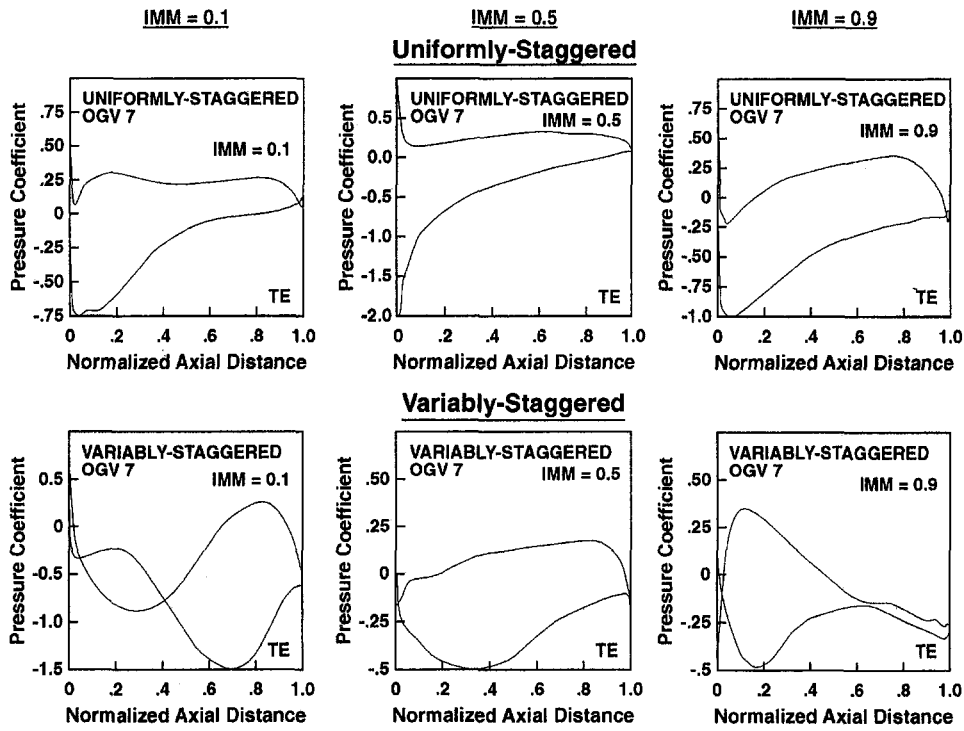 IMM = 0.1 IMM = 0.5 IMM = 0.9
Uniformly-Staggered
Pressure Coefficient
.75
.50
.25
0
-.25
-.50
-.75
UNIFORMLY-STAGGERED
OGV 7
IMM = 0.1
TE
0 .2 .4 .6 .8 1.0
Normalized Axial Distance
Pressure Coefficient
0.5
0.0
-0.5
-1.0
-1.5
-2.0
UNIFORMLY-STAGGERED
OGV 7
IMM = 0.5
TE
0 .2 .4 .6 .8 1.0
Normalized Axial Distance
Pressure Coefficient
.75
.50
.25
0
-.25
-.50
-.75
-1.0
UNIFORMLY-STAGGERED
OGV 7
IMM = 0.9
TE
0 .2 .4 .6 .8 1.0
Normalized Axial Distance
Variably-Staggered
Pressure Coefficient
0.5
0
-0.5
-1.0
-1.5
VARIABLY-STAGGERED
OGV 7
IMM = 0.1
TE
0 .2 .4 .6 .8 1.0
Normalized Axial Distance
Pressure Coefficient
.50
.25
0
-.25
-.5
VARIABLY-STAGGERED
OGV 7
IMM = 0.5
TE
0 .2 .4 .6 .8 1.0
Normalized Axial Distance
Pressure Coefficient
.50
.25
0
-.25
-.5
VARIABLY-STAGGERED
OGV 7
IMM = 0.9
TE
0 .2 .4 .6 .8 1.0
Normalized Axial Distance